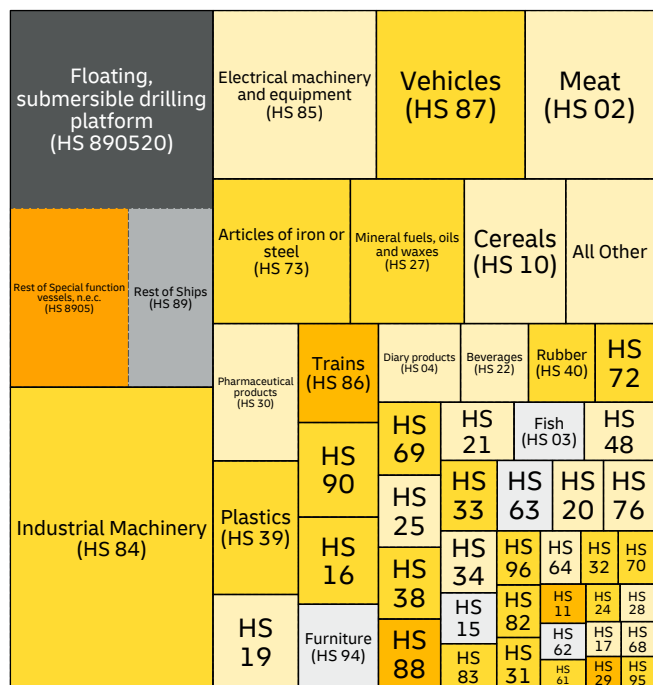 Floating,
submersible drilling
platform
(HS 890520)
Rest of Special function
vessels, n.e.c.
(HS 8905)
Rest of Ships
(HS 89)
Industrial Machinery
(HS 84)
Electrical machinery
and equipment
(HS 85)
Vehicles
(HS 87)
Meat
(HS 02)
Articles of iron or
steel
(HS 73)
Mineral fuels, oils
and waxes
(HS 27)
Cereals
(HS 10)
All Other
Pharmaceutical
products
(HS 30)
Trains
(HS 86)
Diary products
(HS 04)
Beverages
(HS 22)
Rubber
(HS 40)
HS
72
Plastics
(HS 39)
HS
19
HS
90
HS
16
Furniture
(HS 94)
HS
69
HS
25
HS
38
HS
88
HS
21
Fish
(HS 03)
HS
48
HS
33
HS
63
HS
20
HS
76
HS
34
HS
15
HS
83
HS
96
HS
82
HS
31
HS
64
HS
32
HS
70
HS
11
HS
24
HS
28
HS
62
HS
17
HS
68
HS
61
HS
29
HS
95